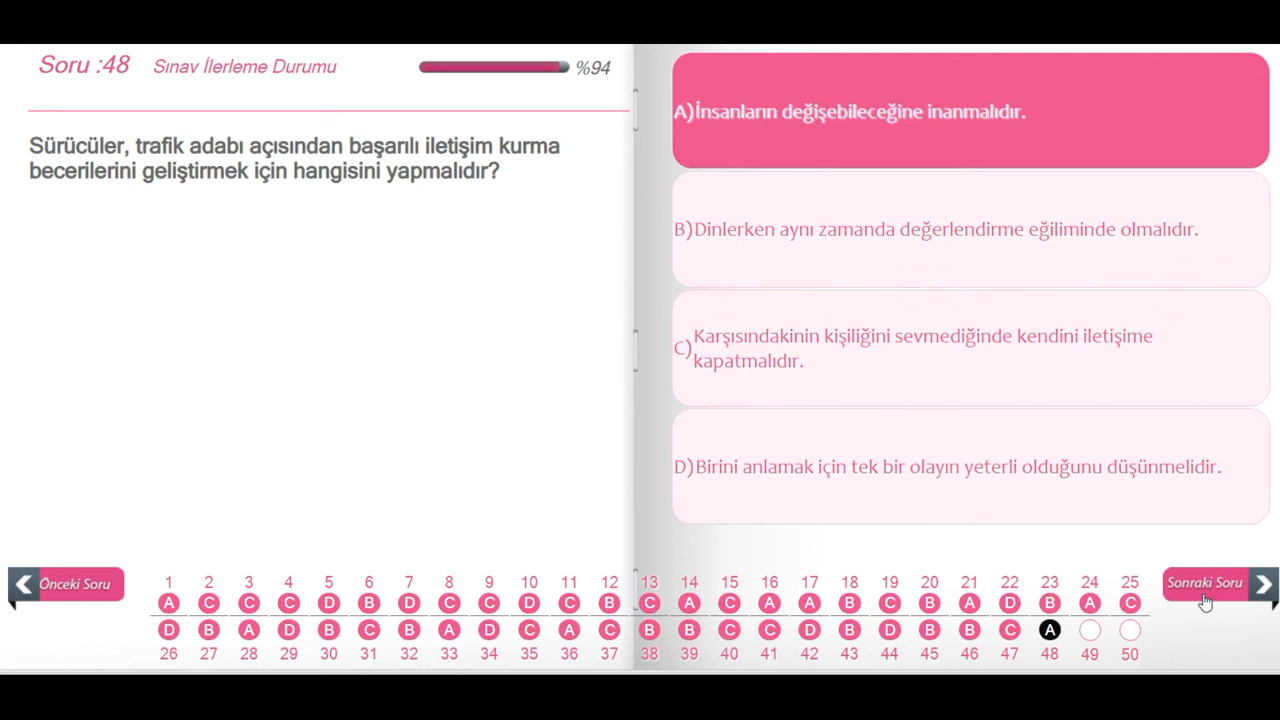 Soru :48 Sınav İlerleme Durumu %94
Sürücüler, trafik adabı açısından başarılı iletişim kurma
becerilerini geliştirmek için hangisini yapmalıdır?
A)İnsanların değişebileceğine inanmalıdır.
B)Dinlerken aynı zamanda değerlendirme eğiliminde olmalıdır.
C)Karşısındakinin kişiliğini sevmediğinde kendini iletişime
kapatmalıdır.
D)Birini anlamak için tek bir olayın yeterli olduğunu düşünmelidir.
Önceki Soru
1 2 3 4 5 6 7 8 9 10 11 12 13 14 15 16 17 18 19 20 21 22 23 24 25
A C C C D B D C C D C B C A C A A B C B A D B A C
D B A D B C B A D C A C B B C C D B D B B C A
26 27 28 29 30 31 32 33 34 35 36 37 38 39 40 41 42 43 44 45 46 47 48 49 50
Sonraki Soru